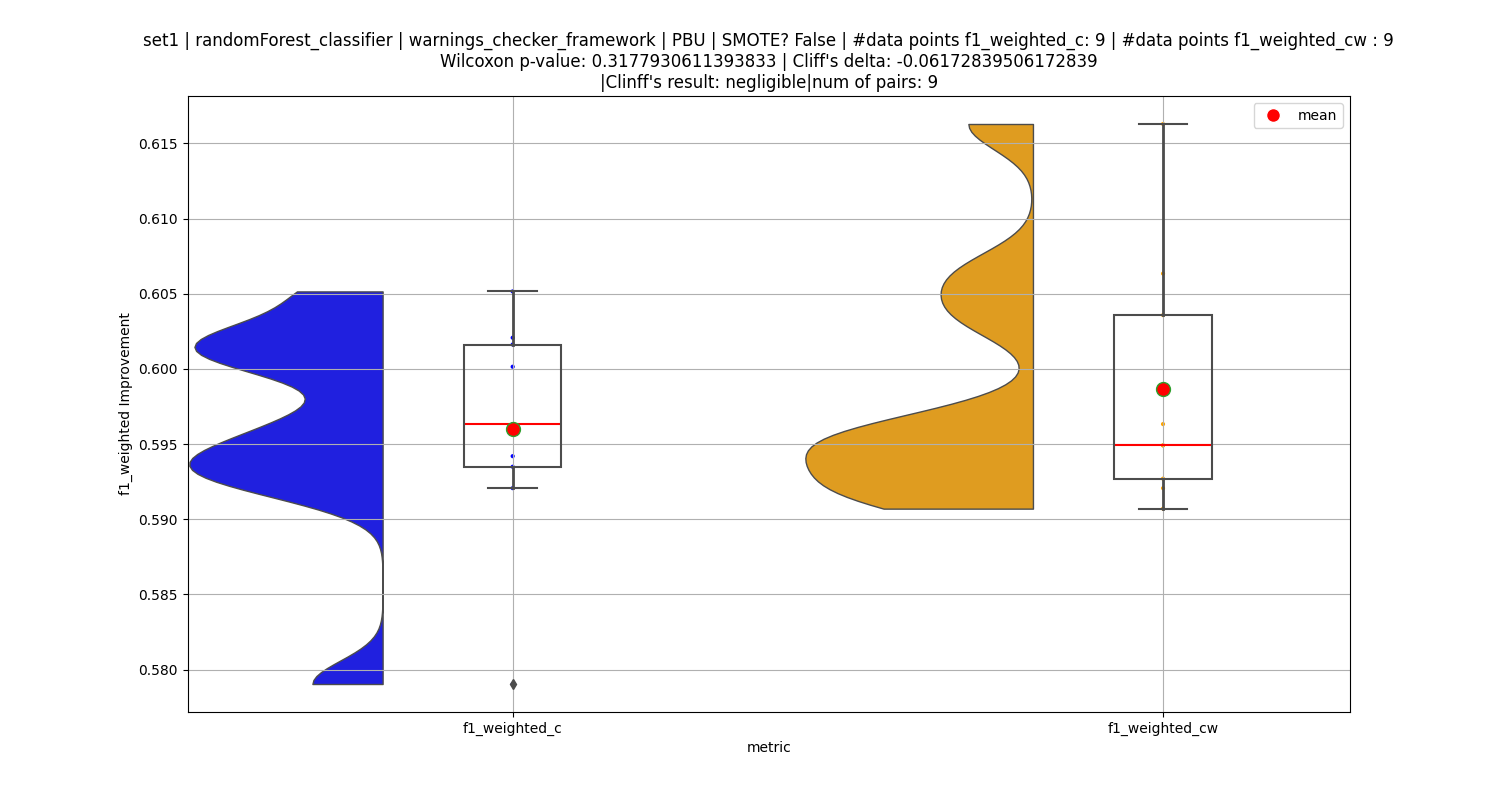 set1 | randomForest_classifier | warnings_checker_framework | PBU | SMOTE? False | #data points f1_weighted_c: 9 | #data points f1_weighted_cw : 9
Wilcoxon p-value: 0.3177930611393833 | Cliff's delta: -0.06172839506172839
|Clinff's result: negligible|num of pairs: 9
mean
0.615
0.610
0.605
0.600
0.595
0.590
0.585
0.580
f1_weighted Improvement
f1_weighted_c
f1_weighted_cw
metric